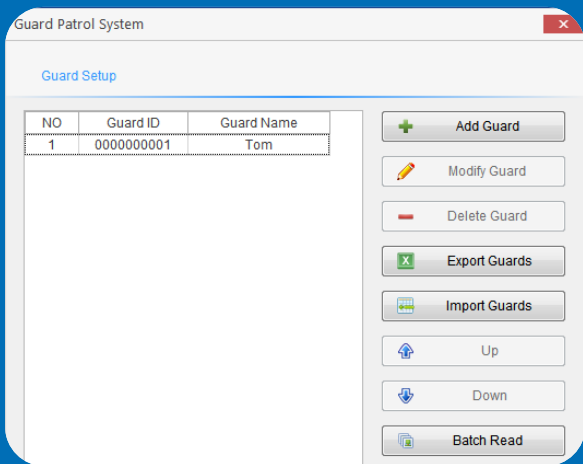 Guard Patrol System
Guard Setup
NO Guard ID Guard Name
1 0000000001 Tom
Add Guard
Modify Guard
Delete Guard
Export Guards
Import Guards
Up
Down
Batch Read